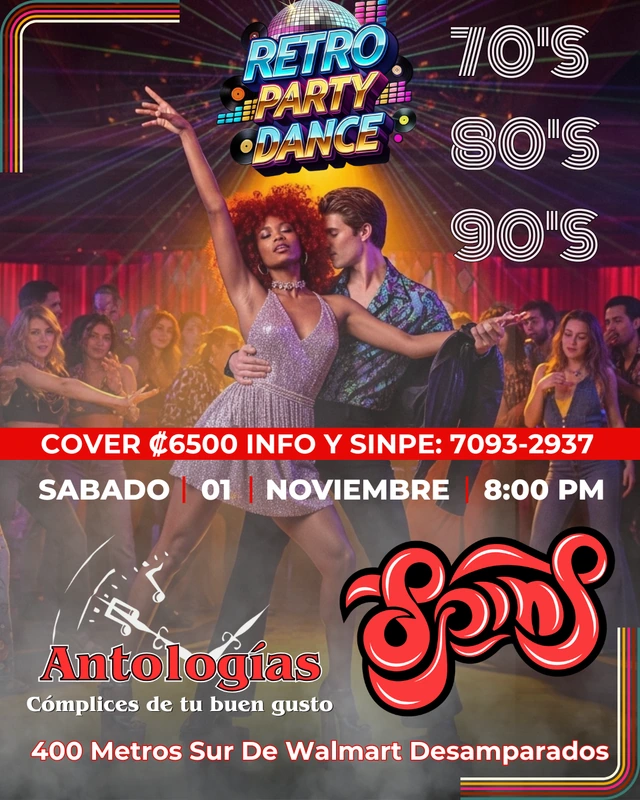 RETRO
PARTY
DANCE
70'S
80'S
90'S
COVER ₡6500 INFO Y SINPE: 7093-2937
SABADO | 01 | NOVIEMBRE | 8:00 PM
Antologías
Cómplices de tu buen gusto
Spins
400 Metros Sur De Walmart Desamparados